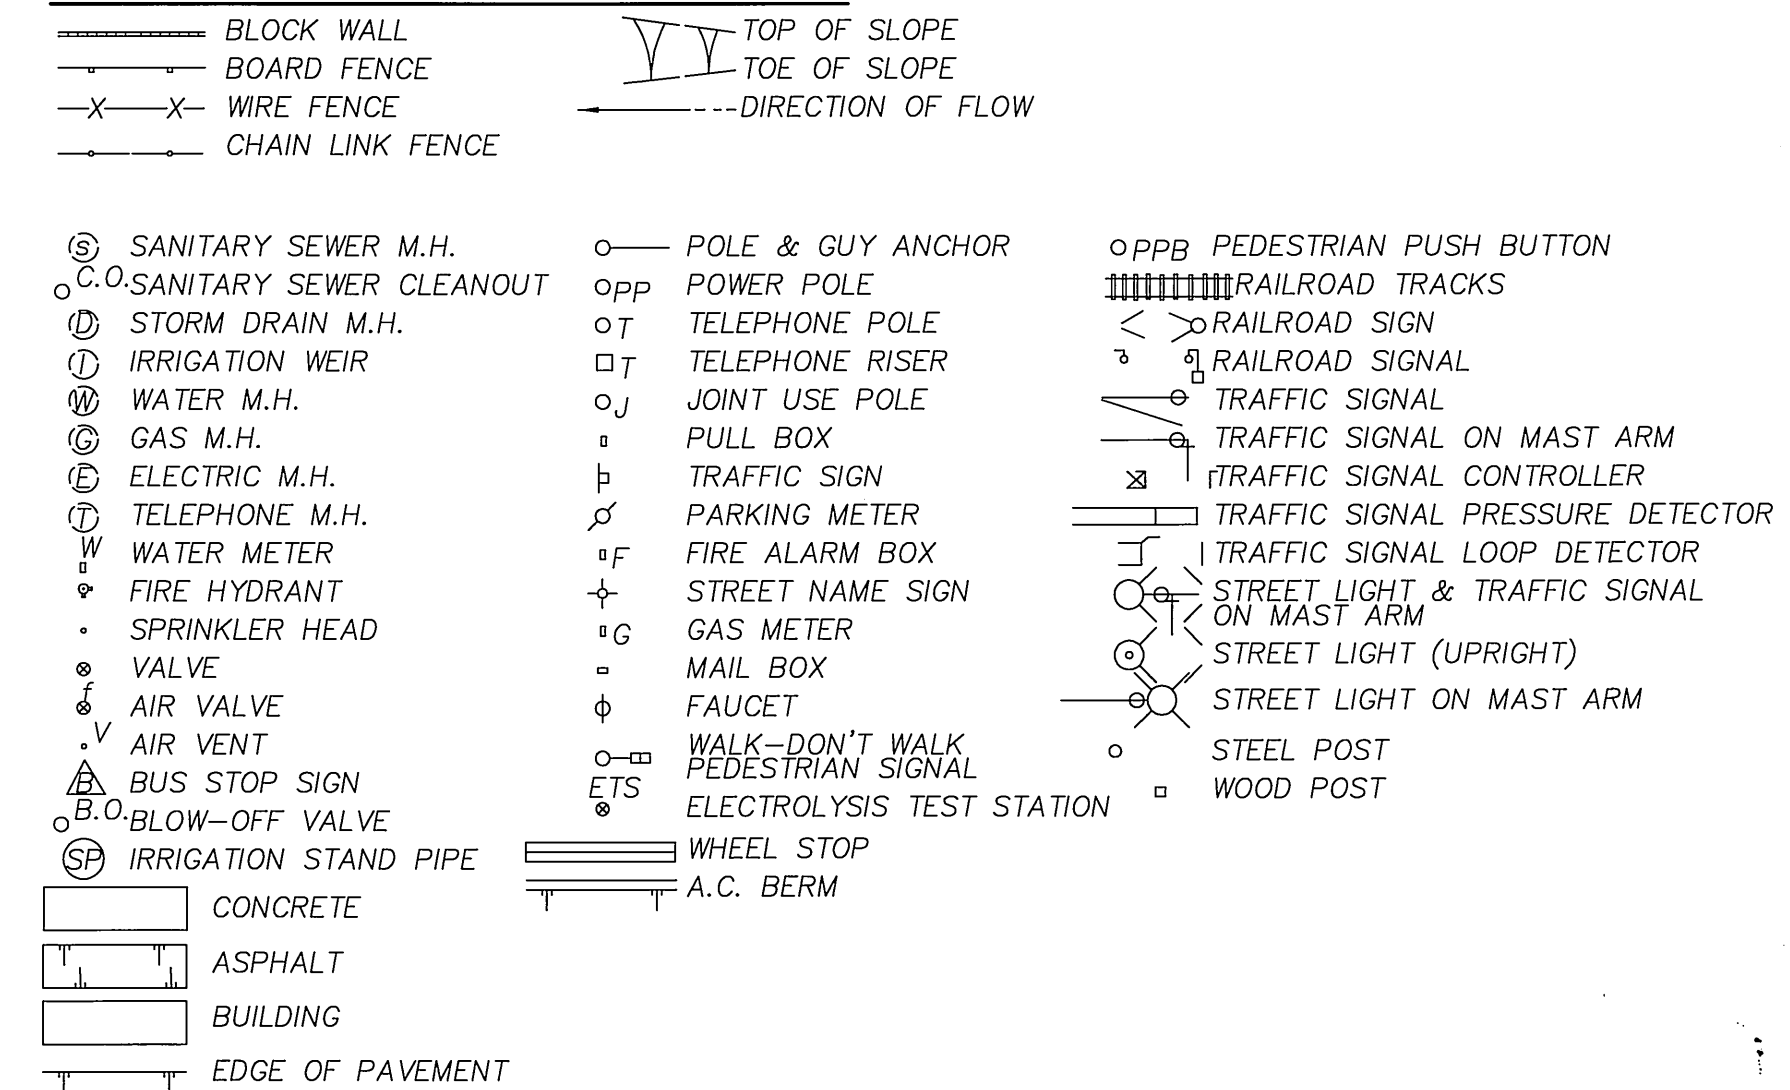 BLOCK WALL
BOARD FENCE
X X WIRE FENCE
CHAIN LINK FENCE
TOP OF SLOPE
TOE OF SLOPE
DIRECTION OF FLOW
S SANITARY SEWER M.H.
C.O. SANITARY SEWER CLEANOUT
D STORM DRAIN M.H.
I IRRIGATION WEIR
W WATER M.H.
G GAS M.H.
E ELECTRIC M.H.
T TELEPHONE M.H.
W WATER METER
FIRE HYDRANT
SPRINKLER HEAD
VALVE
f AIR VALVE
V AIR VENT
B BUS STOP SIGN
B.O. BLOW-OFF VALVE
SP IRRIGATION STAND PIPE
CONCRETE
ASPHALT
BUILDING
EDGE OF PAVEMENT
POLE & GUY ANCHOR
PP POWER POLE
T TELEPHONE POLE
T TELEPHONE RISER
J JOINT USE POLE
PULL BOX
TRAFFIC SIGN
PARKING METER
F FIRE ALARM BOX
STREET NAME SIGN
G GAS METER
MAIL BOX
FAUCET
WALK-DON'T WALK
PEDESTRIAN SIGNAL
ETS
ELECTROLYSIS TEST STATION
WHEEL STOP
A.C. BERM
PPB PEDESTRIAN PUSH BUTTON
RAILROAD TRACKS
RAILROAD SIGN
RAILROAD SIGNAL
TRAFFIC SIGNAL
TRAFFIC SIGNAL ON MAST ARM
TRAFFIC SIGNAL CONTROLLER
TRAFFIC SIGNAL PRESSURE DETECTOR
TRAFFIC SIGNAL LOOP DETECTOR
STREET LIGHT & TRAFFIC SIGNAL
ON MAST ARM
STREET LIGHT (UPRIGHT)
STREET LIGHT ON MAST ARM
STEEL POST
WOOD POST